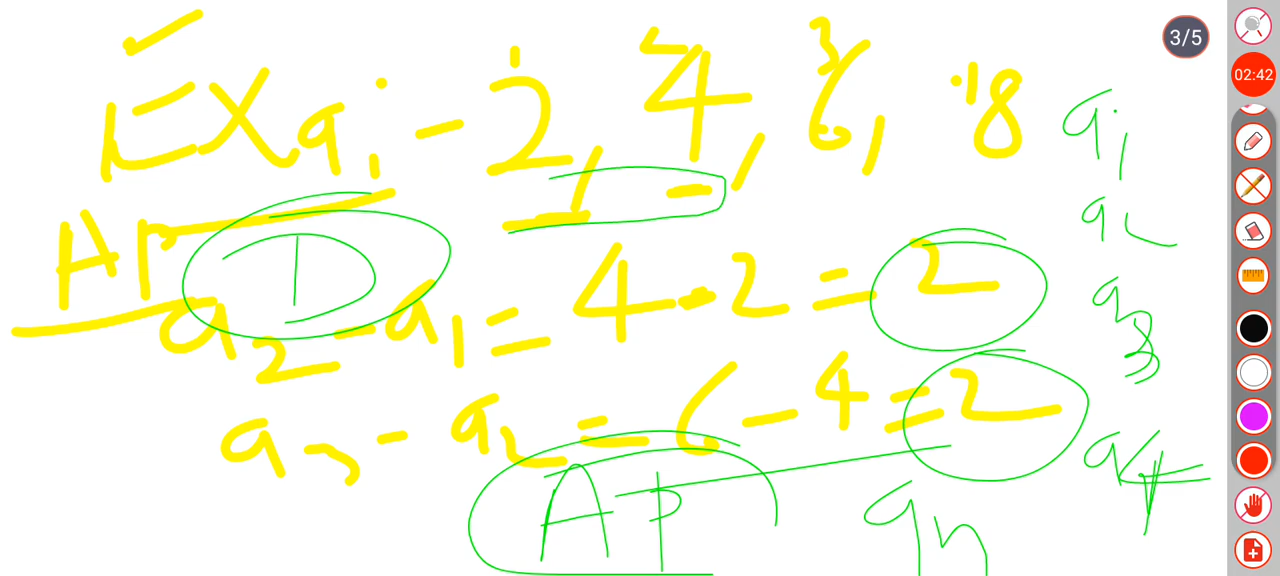 Ex a₁ - 2, 4, 6, 8
AP
D
a₂ - a₁ = 4 - 2 = 2
a₃ - a₂ = 6 - 4 = 2
AP
a₁
a₂
a₃
a₄
an
3/5
02:42